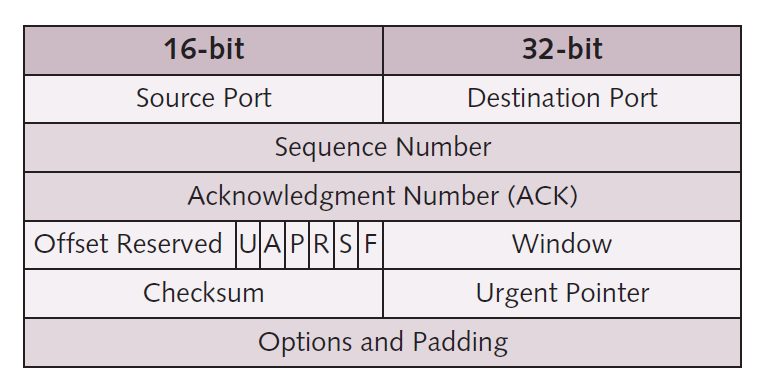 16-bit 32-bit
Source Port Destination Port
Sequence Number
Acknowledgment Number (ACK)
Offset Reserved U A P R S F Window
Checksum Urgent Pointer
Options and Padding